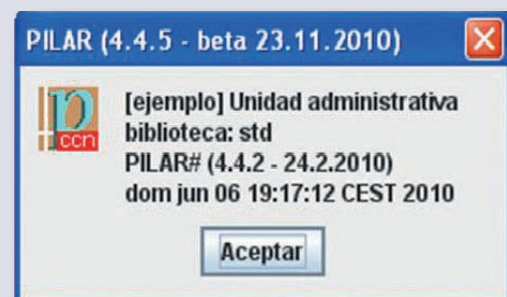 PILAR (4.4.5 - beta 23.11.2010)
[ejemplo] Unidad administrativa
biblioteca: std
PILAR# (4.4.2 - 24.2.2010)
dom jun 06 19:17:12 CEST 2010
p
ccn
Aceptar